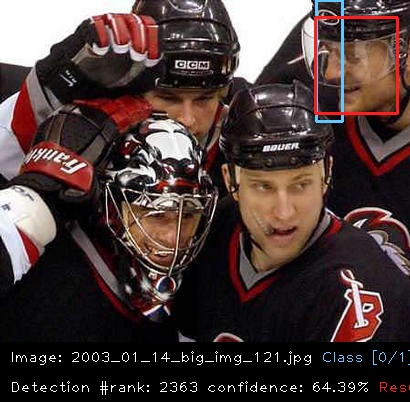 CCM
BAUER
Franklin
B
Image: 2003_01_14_big_img_121.jpg Class [0/1]
Detection #rank: 2363 confidence: 64.39% Res